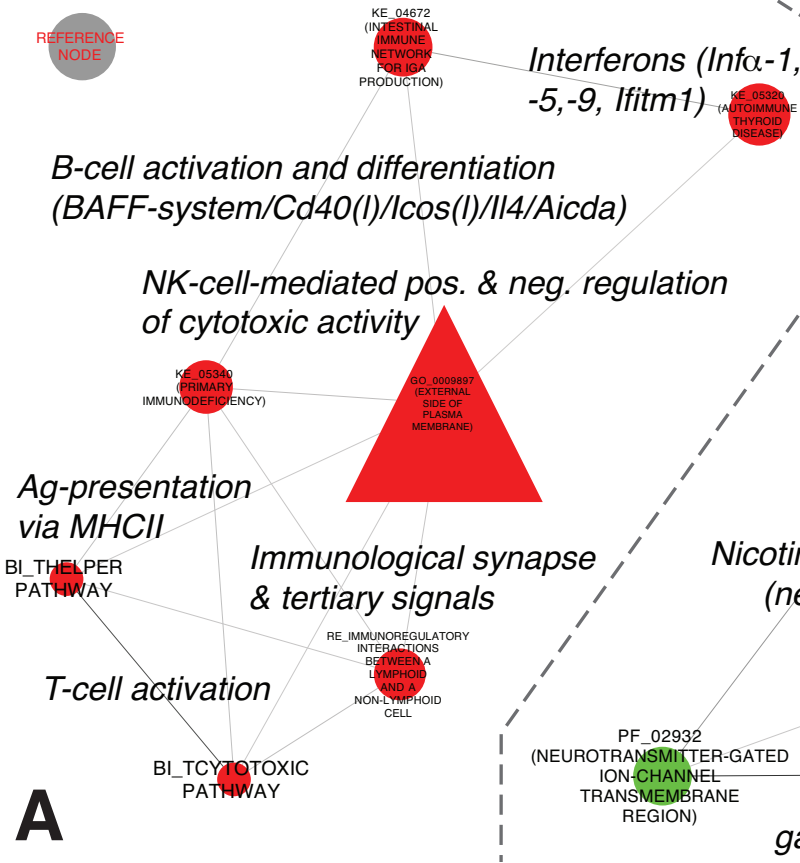 REFERENCE
NODE
KE_04672
(INTESTINAL
IMMUNE
NETWORK
FOR IGA
PRODUCTION)
Interferons (Infα-1,
-5,-9, Ifitm1)
KE_05320
(AUTOIMMUNE
THYROID
DISEASE)
B-cell activation and differentiation
(BAFF-system/Cd40(l)/Icos(l)/Il4/Aicda)
NK-cell-mediated pos. & neg. regulation
of cytotoxic activity
KE_05340
(PRIMARY
IMMUNODEFICIENCY)
GO_0009897
(EXTERNAL
SIDE OF
PLASMA
MEMBRANE)
Ag-presentation
via MHCII
BI_THELPER
PATHWAY
Immunological synapse
& tertiary signals
RE_IMMUNOREGULATORY
INTERACTIONS
BETWEEN A
LYMPHOID
AND A
NON-LYMPHOID
CELL
T-cell activation
BI_TCYTOTOXIC
PATHWAY
Nicotin
(ne
PF_02932
(NEUROTRANSMITTER-GATED
ION-CHANNEL
TRANSMEMBRANE
REGION)
ga
A